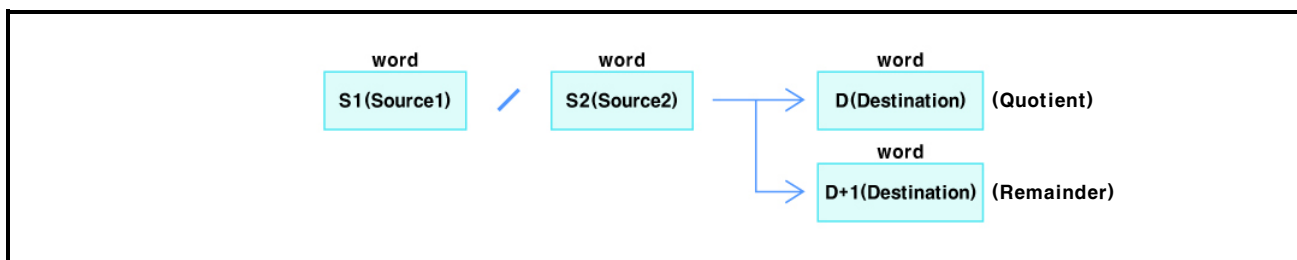 word word word
S1(Source1) / S2(Source2) D(Destination) (Quotient)
word
D+1(Destination) (Remainder)